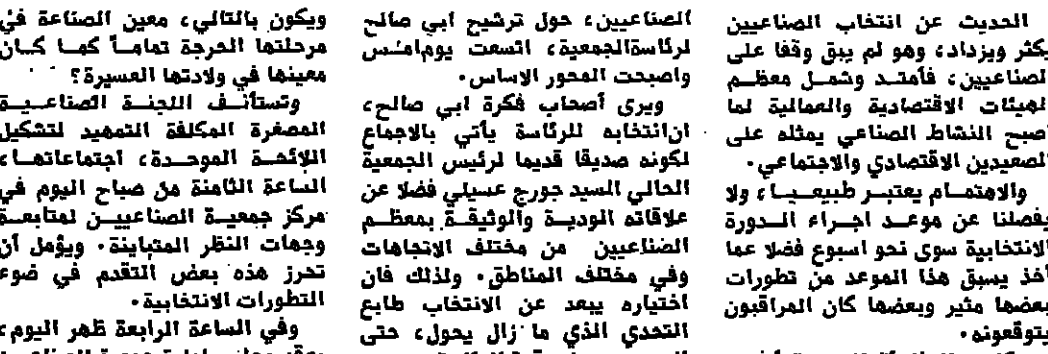 الحديث عن انتخاب الصناعيين
يكثر ويزداد، وهو لم يبق وقفا على
الصناعيين، فأمتد وشمل معظم
الهيئات الاقتصادية والعمالية لما
اصبح النشاط الصناعي يمثله على
الصعيدين الاقتصادي والاجتماعي.
والاهتمام يعتبر طبيعيا، ولا
يفصلنا عن موعد اجراء الدورة
الانتخابية سوى نحو اسبوع فضلا عما
أخذ يسبق هذا الموعد من تطورات
بعضها مثير وبعضها كان المراقبون
يتوقعونه.
الصناعيين، حول ترشيح ابي صالح
لرئاسةالجمعية، اتسعت يوم امس
واصبحت المحور الاساس.
ويرى أصحاب فكرة ابي صالح،
ان انتخابه للرئاسة يأتي بالاجماع
لكونه صديقا قديما لرئيس الجمعية
الحالي السيد جورج عسيلي فضلا عن
علاقاته الودية والوثيقة بمعظم
الصناعيين من مختلف الاتجاهات
وفي مختلف المناطق. ولذلك فان
اختياره يبعد عن الانتخاب طابع
التحدي الذي ما زال يحول، حتى
ويكون بالتالي، معين الصناعة في
مرحلتها الحرجة تماماً كما كان
معينها في ولادتها العسيرة؟
وتستأنف اللجنة الصناعية
المصغرة المكلفة التمهيد لتشكيل
اللائحة الموحدة، اجتماعاتها،
الساعة الثامنة من صباح اليوم في
مركز جمعية الصناعيين لمتابعة
وجهات النظر المتباينة. ويؤمل أن
تحرز هذه بعض التقدم في ضوء
التطورات الانتخابية.
وفي الساعة الرابعة ظهر اليوم،